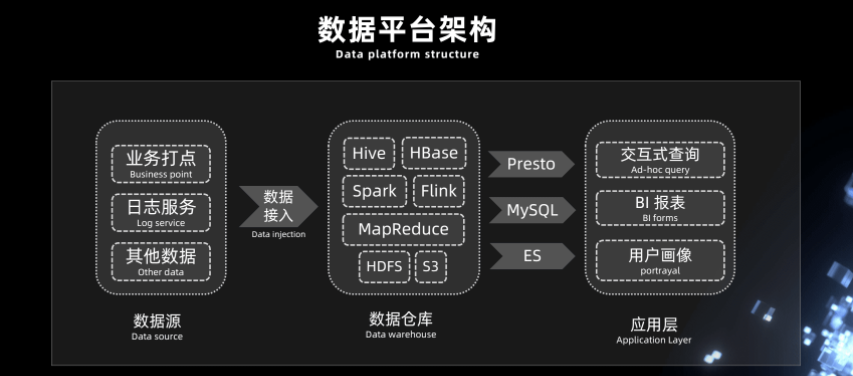 数据平台架构
Data platform structure
业务打点
Business point
日志服务
Log service
其他数据
Other data
数据源
Data source
数据
接入
Data injection
Hive
HBase
Spark
Flink
MapReduce
HDFS
S3
数据仓库
Data warehouse
Presto
MySQL
ES
交互式查询
Ad-hoc query
BI 报表
BI forms
用户画像
portrayal
应用层
Application Layer